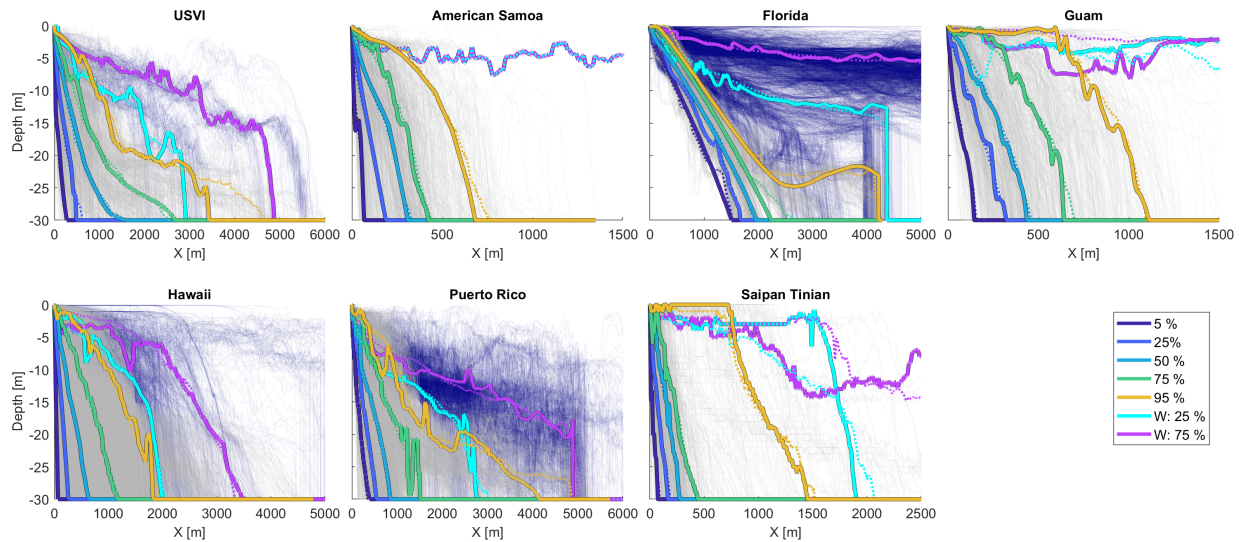 USVI
American Samoa
Florida
Guam
0
-5
-10
-15
-20
-25
-30
Depth [m]
0 1000 2000 3000 4000 5000 6000
X [m]
0 500 1000 1500
X [m]
0 1000 2000 3000 4000 5000
X [m]
0 500 1000 1500
X [m]
Hawaii
Puerto Rico
Saipan Tinian
0
-5
-10
-15
-20
-25
-30
Depth [m]
0 1000 2000 3000 4000 5000
X [m]
0 1000 2000 3000 4000 5000 6000
X [m]
0 500 1000 1500 2000 2500
X [m]
5 %
25%
50 %
75 %
95 %
W: 25 %
W: 75 %